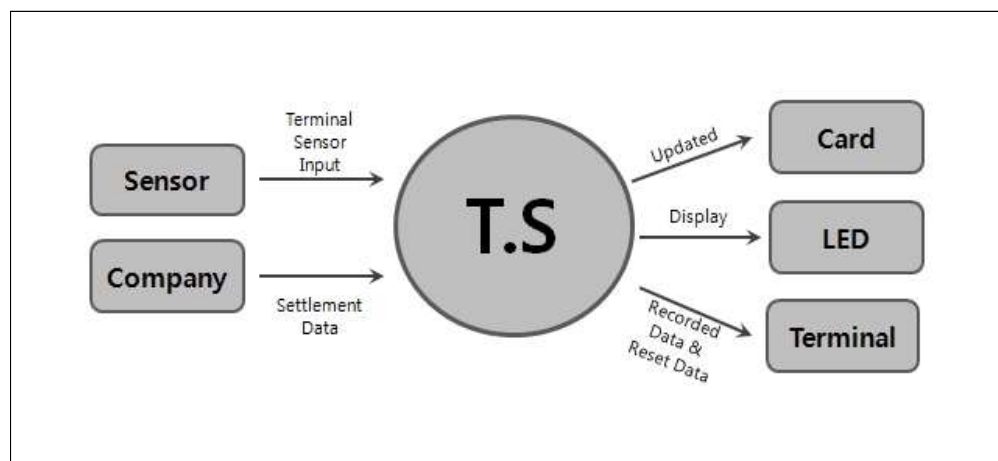 Terminal
Sensor
Input
Sensor
Company
Settlement
Data
T.S
Updated
Card
Display
LED
Recorded
Data &
Reset Data
Terminal